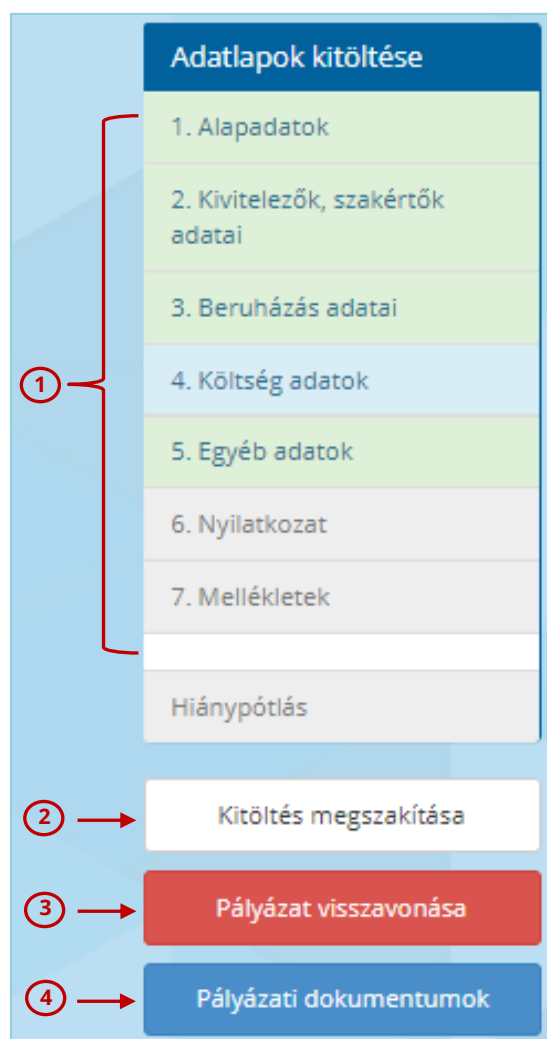 Adatlapok kitöltése
1. Alapadatok
2. Kivitelezők, szakértők
adatai
3. Beruházás adatai
1
4. Költség adatok
5. Egyéb adatok
6. Nyilatkozat
7. Mellékletek
Hiánypótlás
2
Kitöltés megszakítása
3
Pályázat visszavonása
4
Pályázati dokumentumok